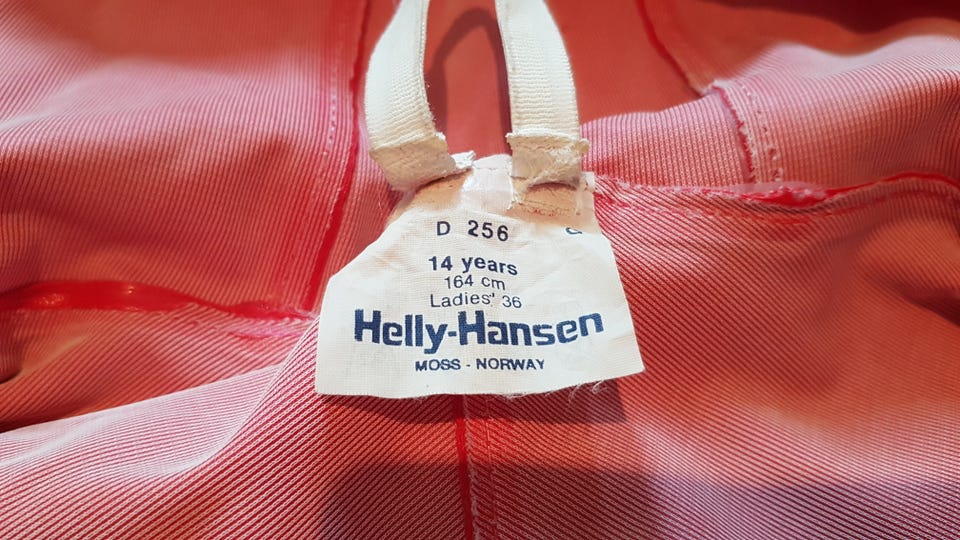 D 256
14 years
164 cm
Ladies' 36
Helly-Hansen
MOSS - NORWAY